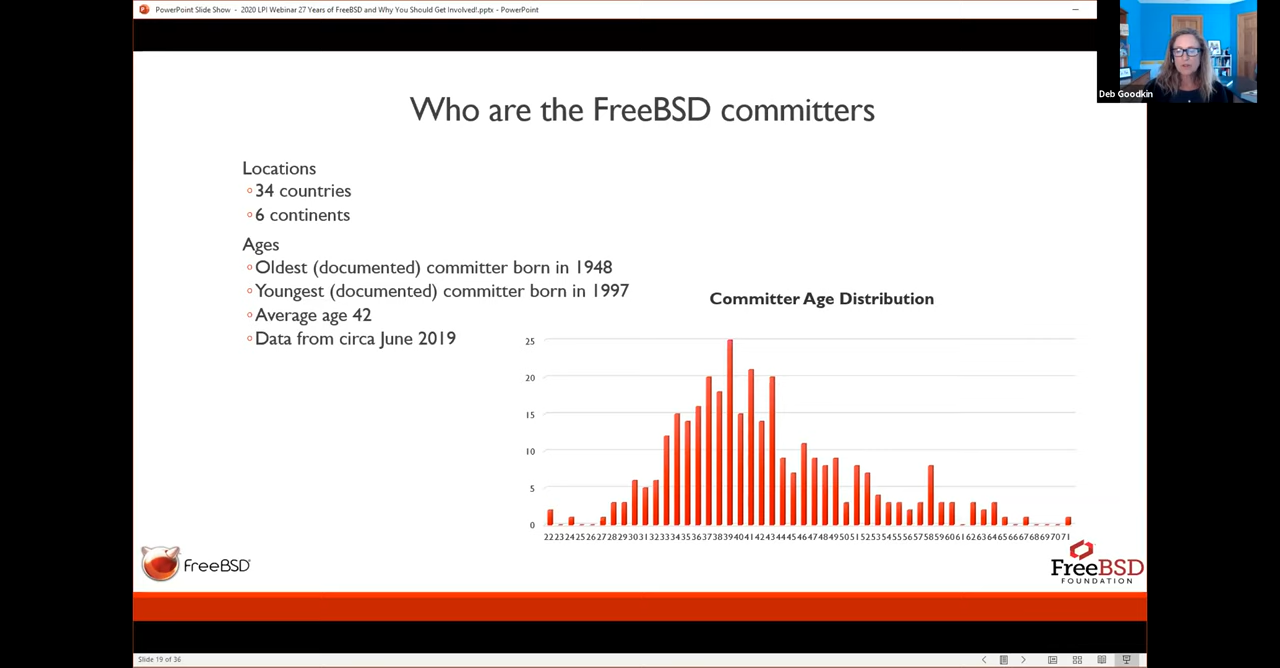 PowerPoint Slide Show - 2020 LPI Webinar 27 Years of FreeBSD and Why You Should Get Involved!.pptx - PowerPoint
Deb Goodkin
Who are the FreeBSD committers
Locations
34 countries
6 continents
Ages
Oldest (documented) committer born in 1948
Youngest (documented) committer born in 1997
Average age 42
Data from circa June 2019
Committer Age Distribution
25
20
15
10
5
0
22 23 24 25 26 27 28 29 30 31 32 33 34 35 36 37 38 39 40 41 42 43 44 45 46 47 48 49 50 51 52 53 54 55 56 57 58 59 60 61 62 63 64 65 66 67 68 69 70 71
FreeBSD
FreeBSD
FOUNDATION
Slide 19 of 36